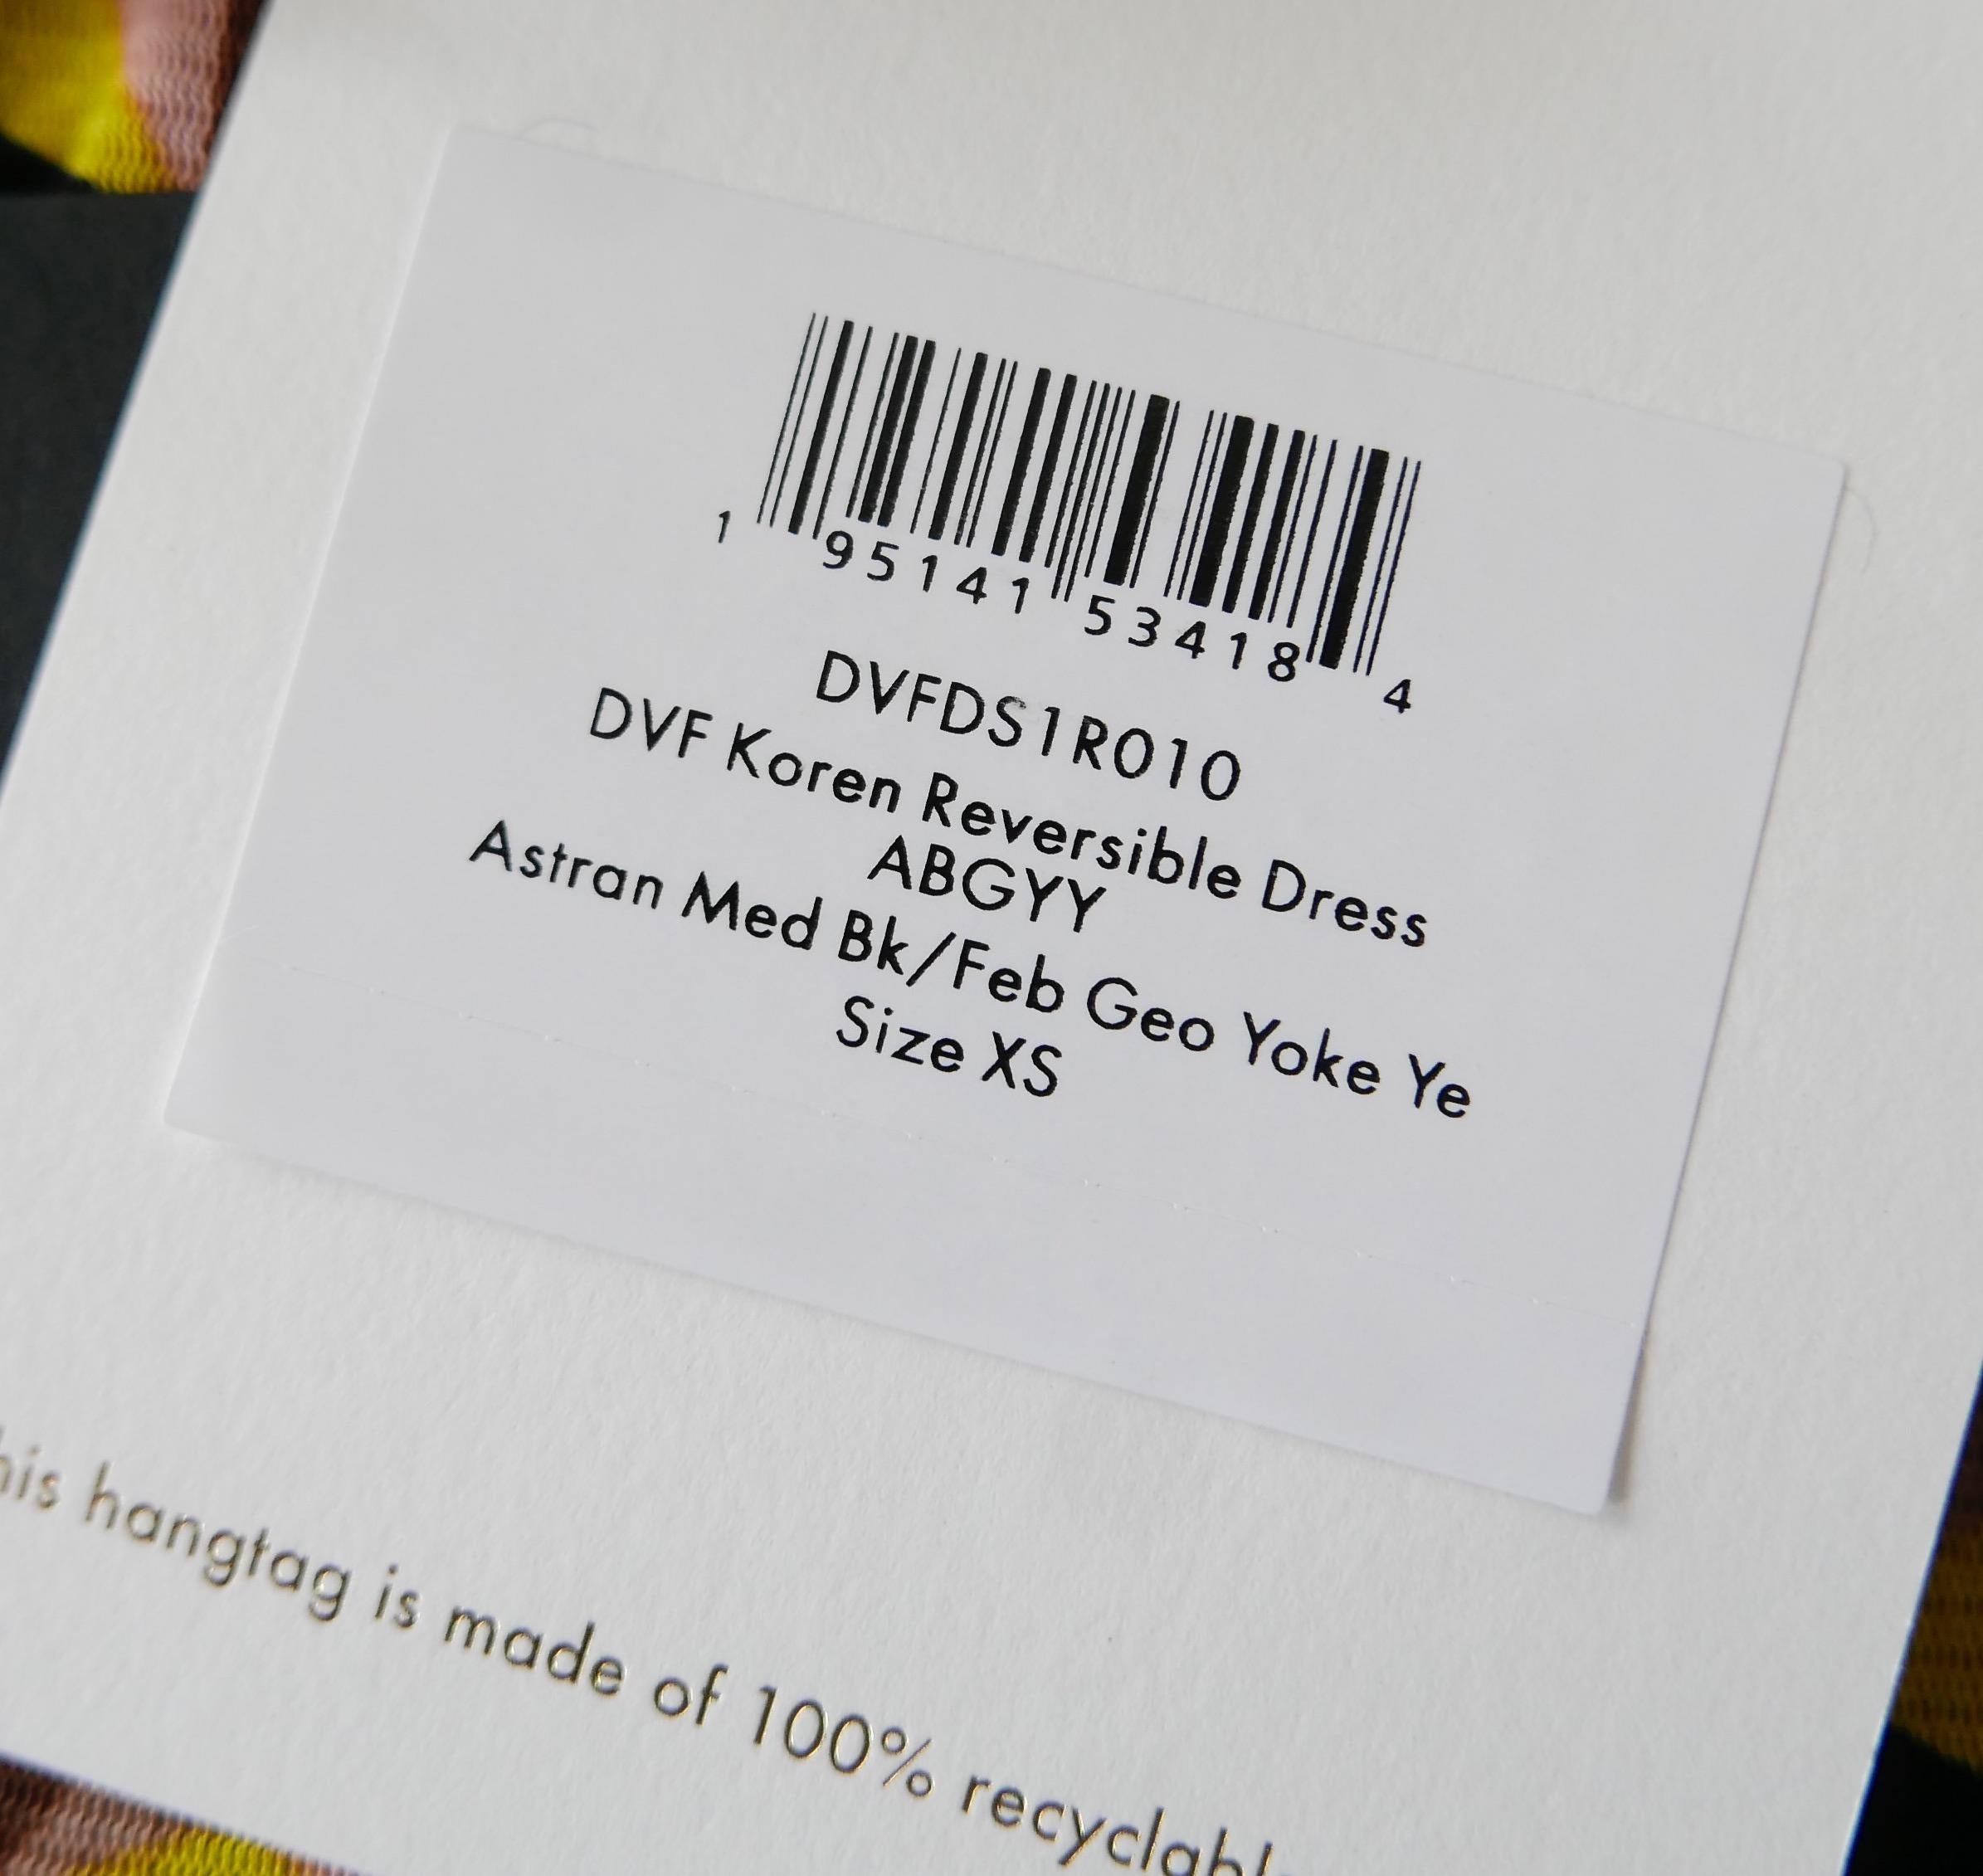 1 95141 53418 4
DVFDS1R010
DVF Koren Reversible Dress
ABGYY
Astran Med Bk/Feb Geo Yoke Ye
Size XS
his hangtag is made of 100% recyclabl